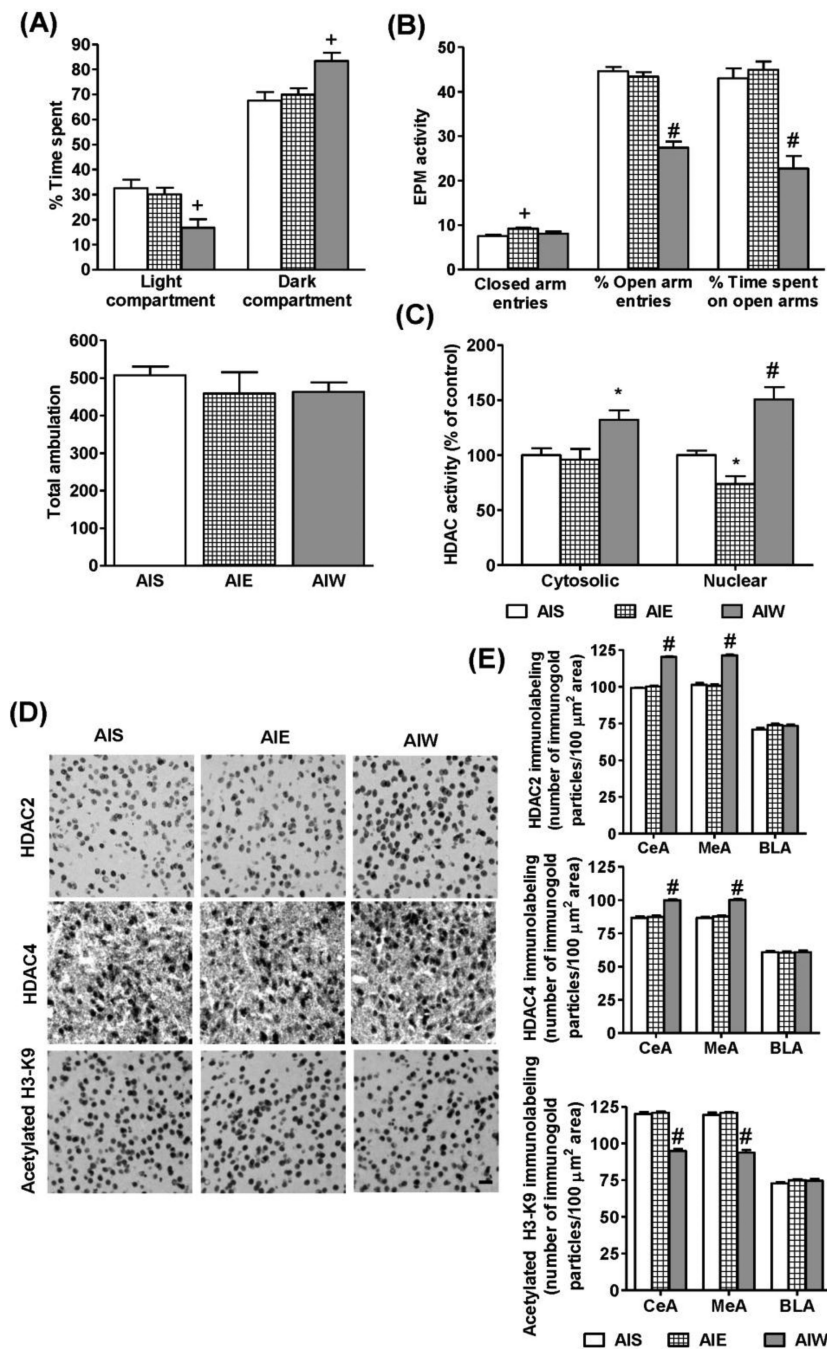 (A)
% Time spent
90
80
70
60
50
40
30
20
10
0
+
+
Light compartment
Dark compartment
Total ambulation
600
500
400
300
200
100
0
AIS AIE AIW
(B)
EPM activity
50
40
30
20
10
0
+
#
#
Closed arm entries
% Open arm entries
% Time spent on open arms
(C)
HDAC activity (% of control)
200
150
100
50
0
*
*
#
Cytosolic Nuclear
AIS AIE AIW
(D)
AIS AIE AIW
HDAC2
HDAC4
Acetylated H3-K9
(E)
HDAC2 immunolabeling
(number of immunogold
particles/100 µm² area)
125
100
75
50
25
0
# #
CeA MeA BLA
HDAC4 immunolabeling
(number of immunogold
particles/100 µm² area)
125
100
75
50
25
0
# #
CeA MeA BLA
Acetylated H3-K9 immunolabeling
(number of immunogold
particles/100 µm² area)
125
100
75
50
25
0
# #
CeA MeA BLA
AIS AIE AIW